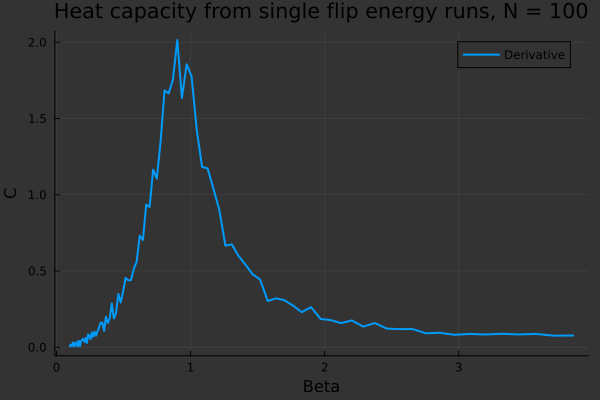 Heat capacity from single flip energy runs, N = 100
2.0
Derivative
1.5
C
1.0
0.5
0.0
0
1
2
3
Beta